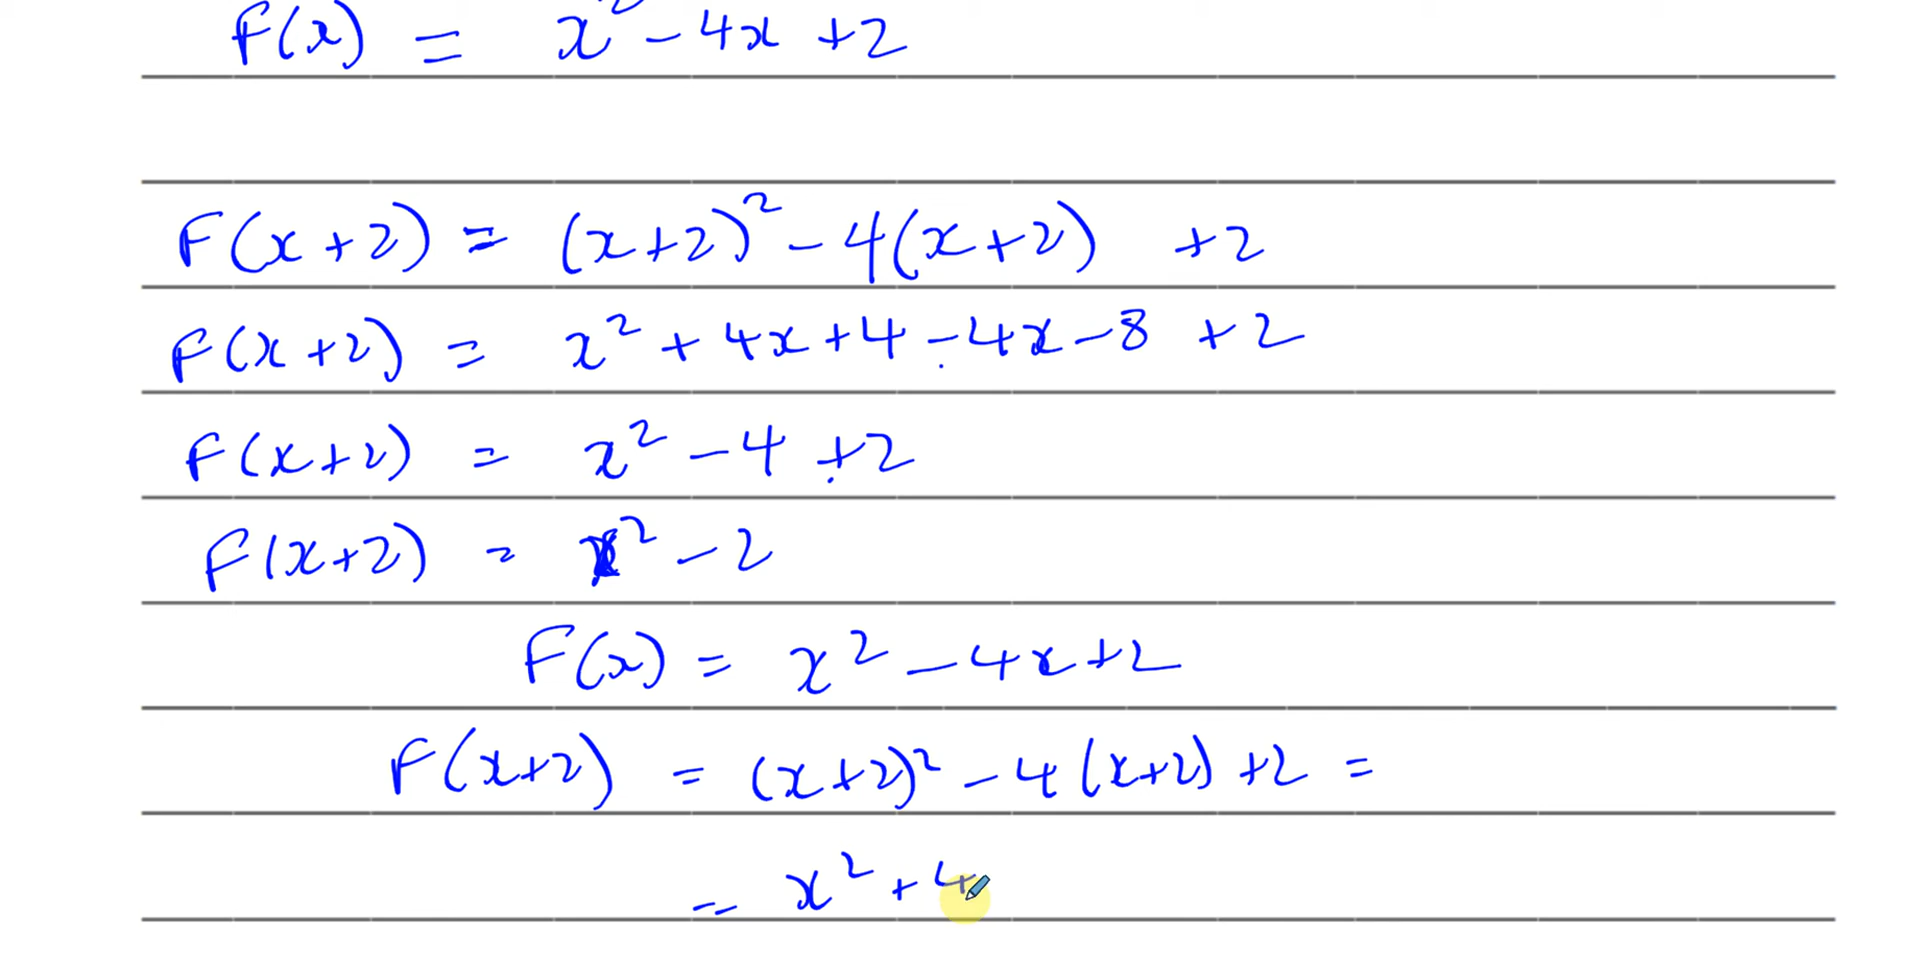 F(x) = x² - 4x + 2
F(x+2) = (x+2)² - 4(x+2) + 2
F(x+2) = x² + 4x + 4 - 4x - 8 + 2
F(x+2) = x² - 4 + 2
F(x+2) = x² - 2
F(x) = x² - 4x + 2
F(x+2) = (x+2)² - 4(x+2) + 2 =
= x² + 4